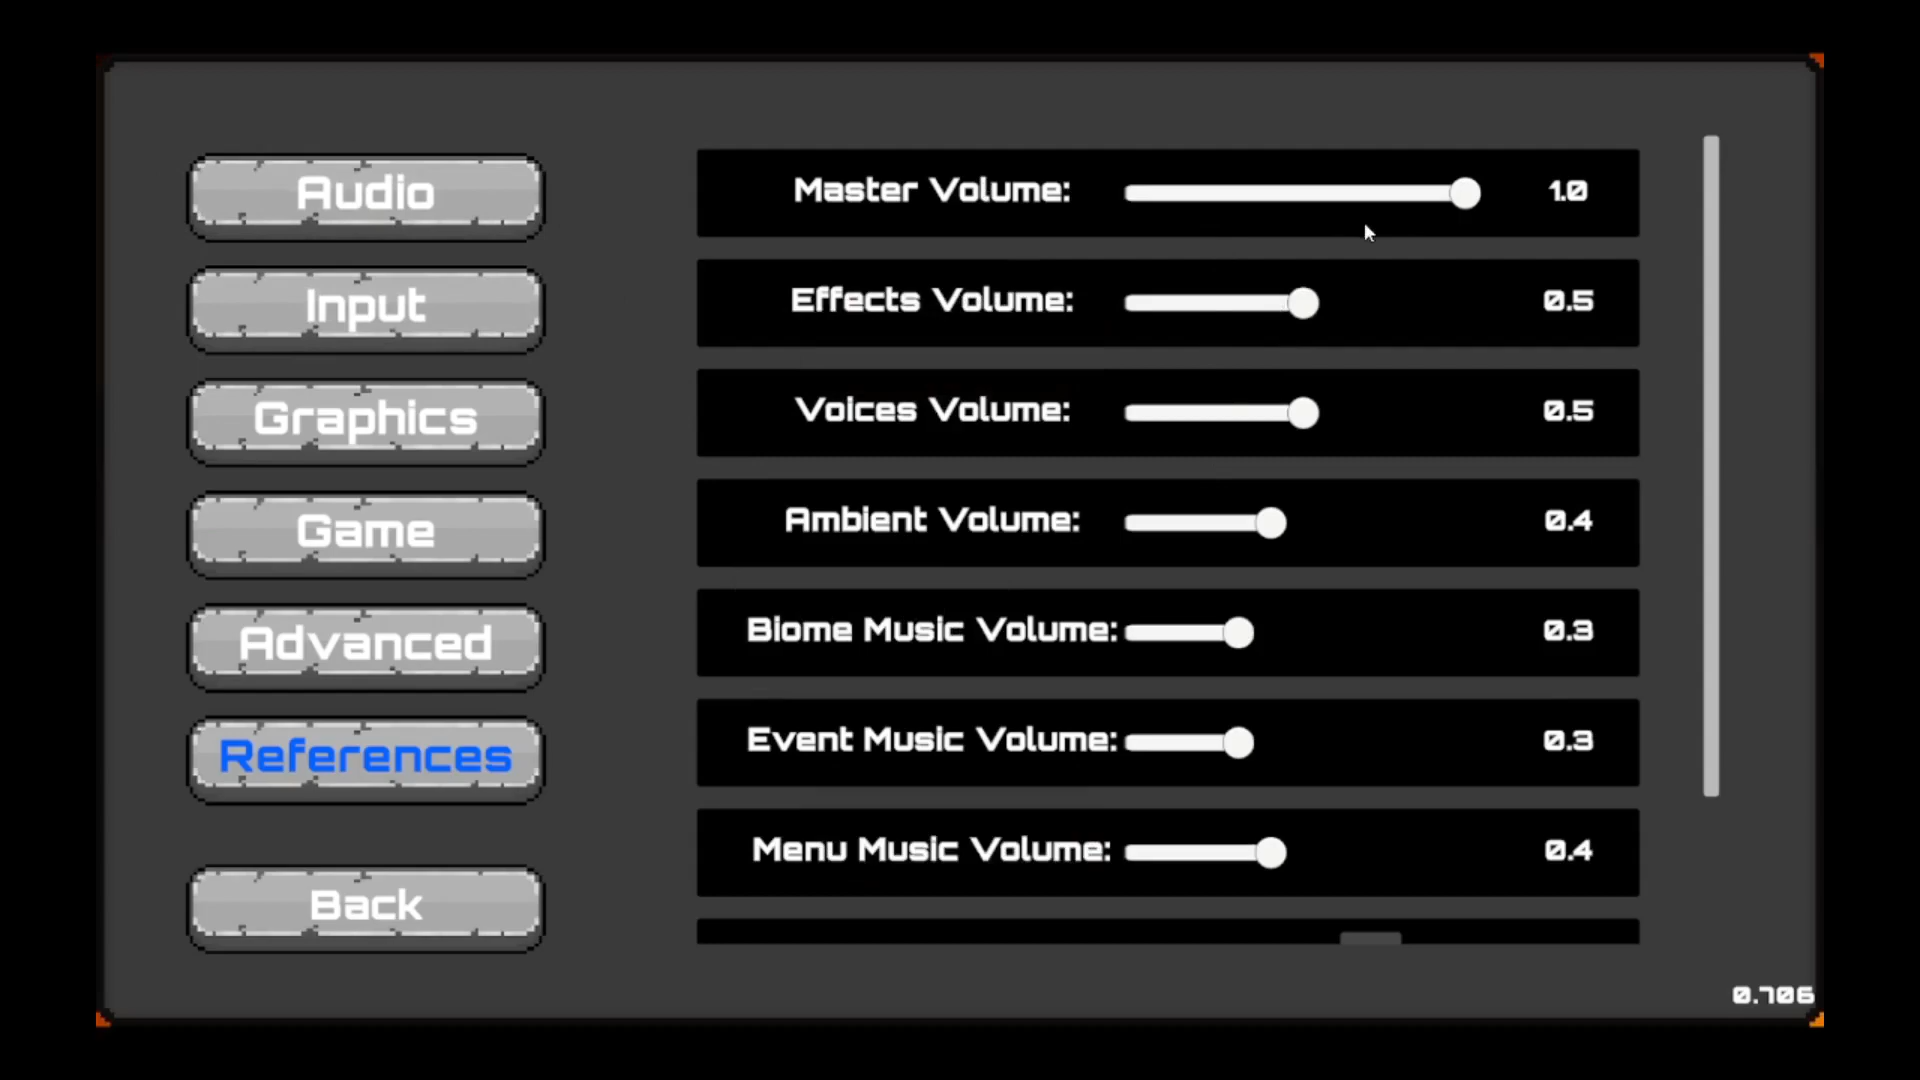 Audio
Input
Graphics
Game
Advanced
References
Back
Master Volume: 1.0
Effects Volume: 0.5
Voices Volume: 0.5
Ambient Volume: 0.4
Biome Music Volume: 0.3
Event Music Volume: 0.3
Menu Music Volume: 0.4
0.706